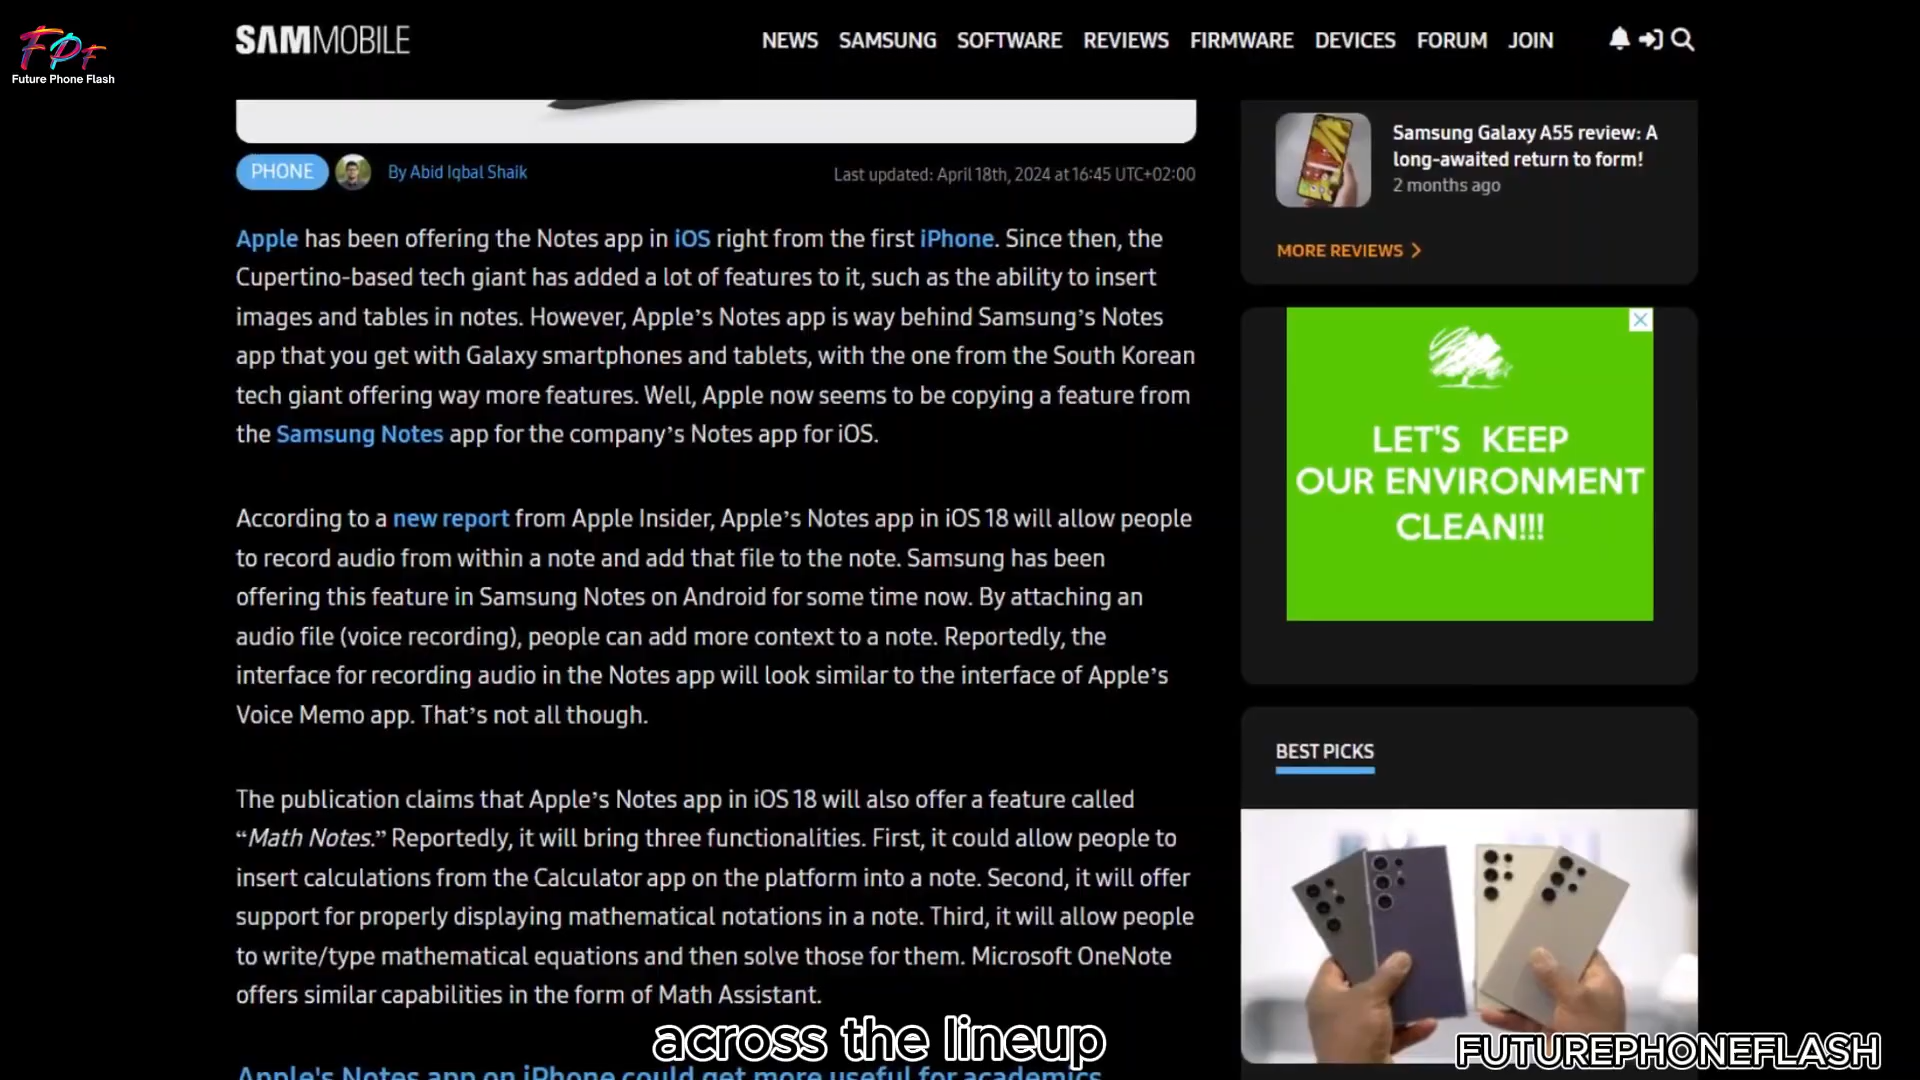 FPF
Future Phone Flash
SAMMOBILE
NEWS SAMSUNG SOFTWARE REVIEWS FIRMWARE DEVICES FORUM JOIN
PHONE
By Abid Iqbal Shaik
Last updated: April 18th, 2024 at 16:45 UTC+02:00
Apple has been offering the Notes app in iOS right from the first iPhone. Since then, the
Cupertino-based tech giant has added a lot of features to it, such as the ability to insert
images and tables in notes. However, Apple’s Notes app is way behind Samsung’s Notes
app that you get with Galaxy smartphones and tablets, with the one from the South Korean
tech giant offering way more features. Well, Apple now seems to be copying a feature from
the Samsung Notes app for the company’s Notes app for iOS.
According to a new report from Apple Insider, Apple’s Notes app in iOS 18 will allow people
to record audio from within a note and add that file to the note. Samsung has been
offering this feature in Samsung Notes on Android for some time now. By attaching an
audio file (voice recording), people can add more context to a note. Reportedly, the
interface for recording audio in the Notes app will look similar to the interface of Apple’s
Voice Memo app. That’s not all though.
The publication claims that Apple’s Notes app in iOS 18 will also offer a feature called
“Math Notes.” Reportedly, it will bring three functionalities. First, it could allow people to
insert calculations from the Calculator app on the platform into a note. Second, it will offer
support for properly displaying mathematical notations in a note. Third, it will allow people
to write/type mathematical equations and then solve those for them. Microsoft OneNote
offers similar capabilities in the form of Math Assistant.
Apple's Notes app on iPhone could get more useful for academics
Samsung Galaxy A55 review: A
long-awaited return to form!
2 months ago
MORE REVIEWS
LET'S KEEP
OUR ENVIRONMENT
CLEAN!!!
BEST PICKS
across the lineup
FUTUREPHONEFLASH